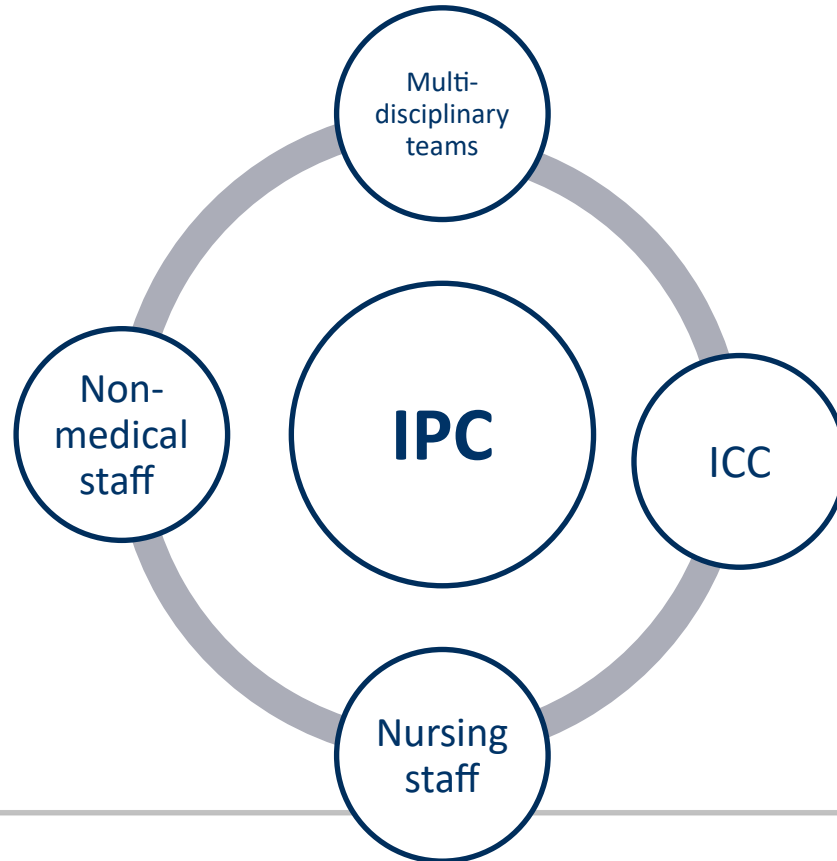 Multi-
disciplinary
teams
Non-
medical
staff
IPC
ICC
Nursing
staff